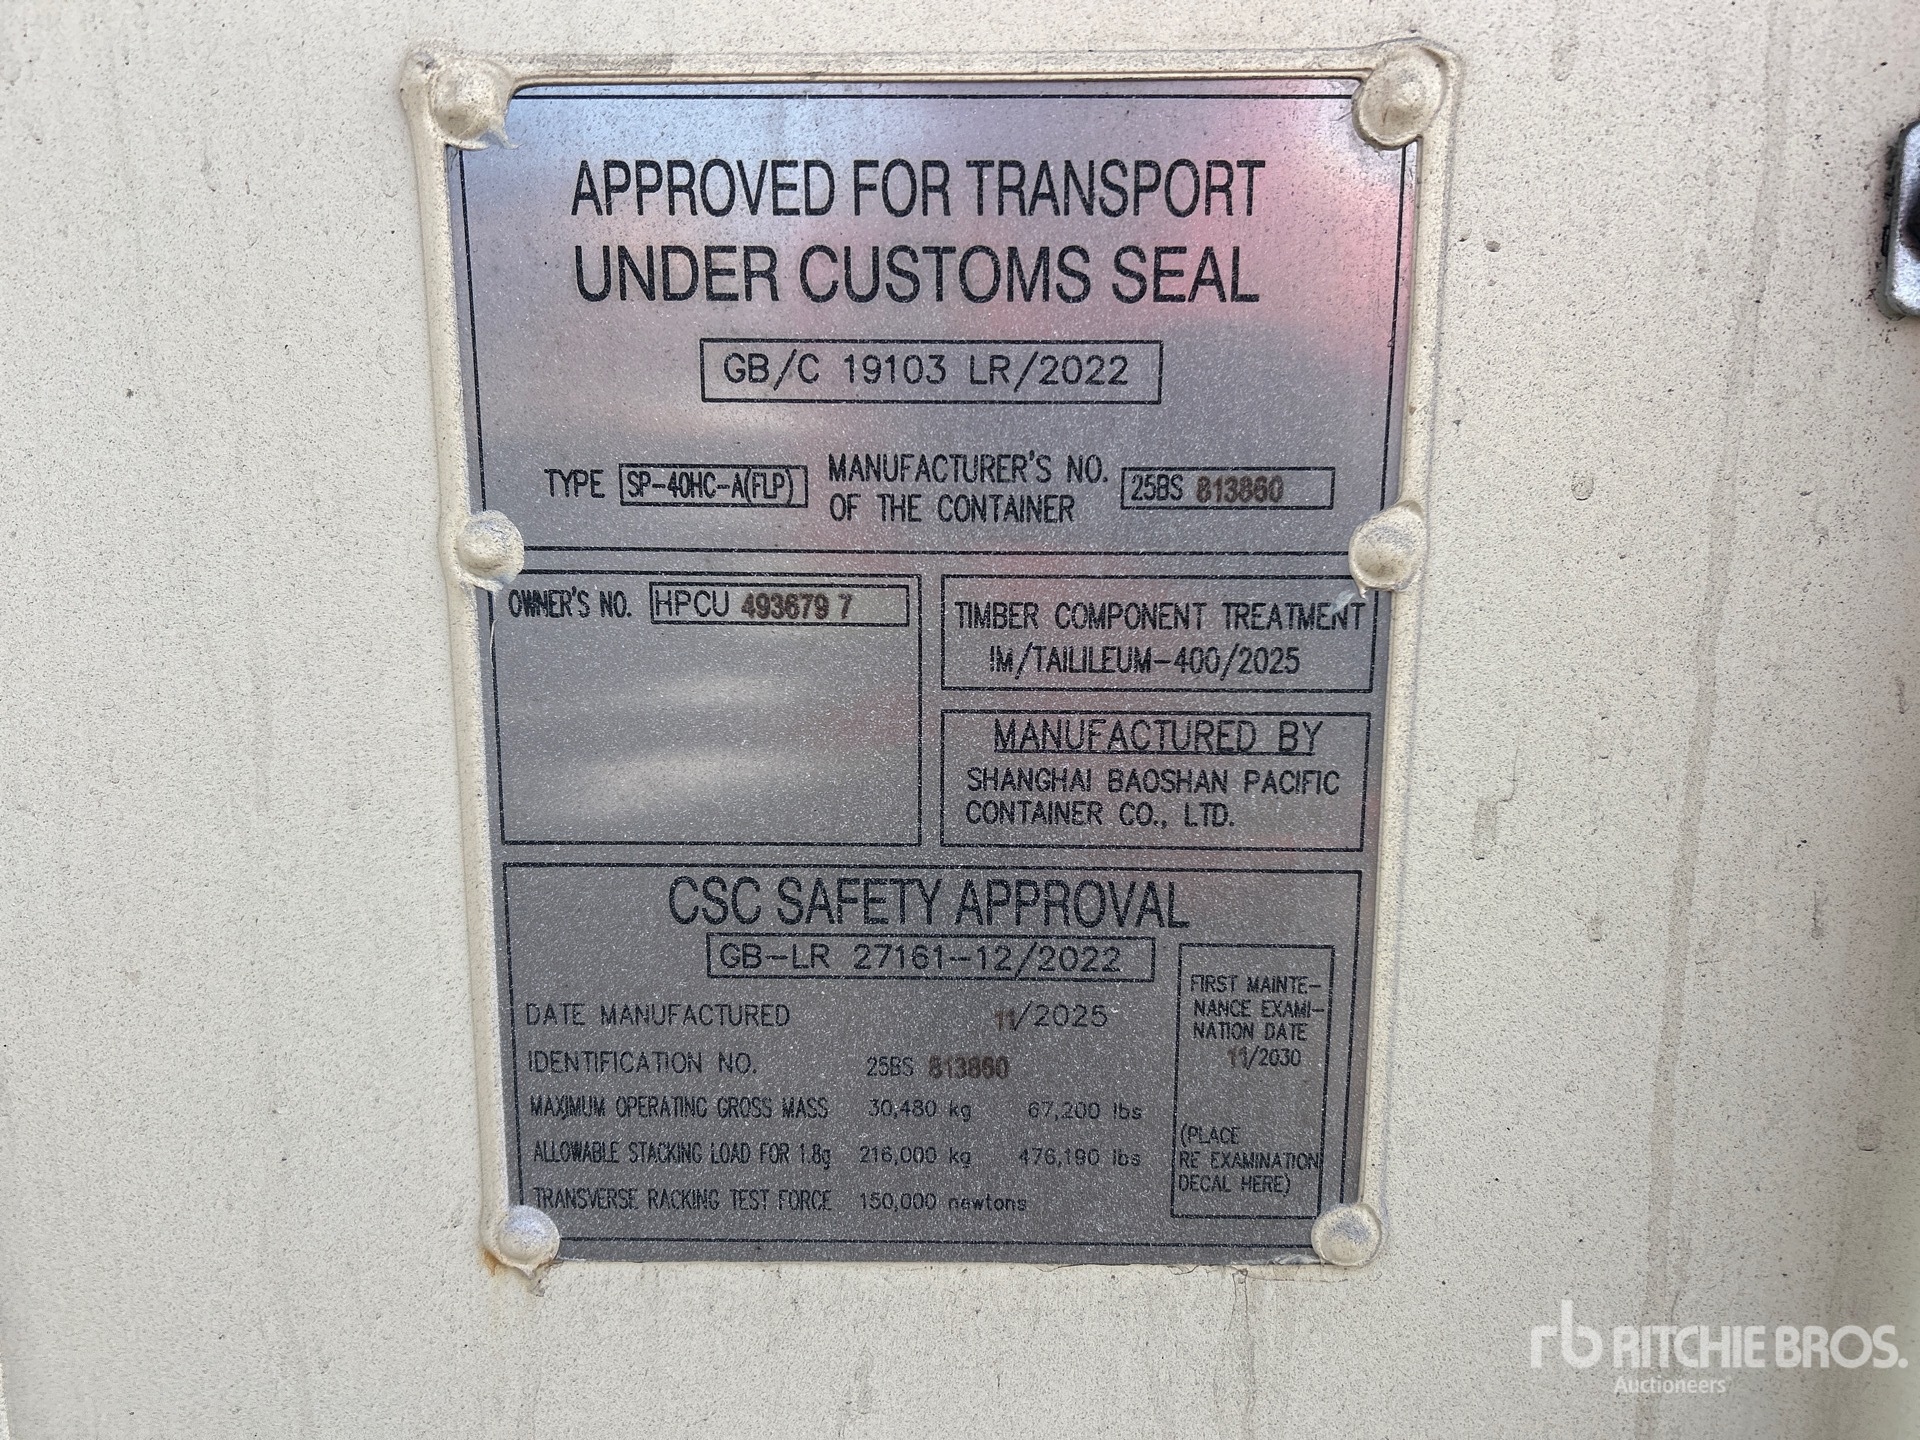 APPROVED FOR TRANSPORT
UNDER CUSTOMS SEAL
GB/C 19103 LR/2022
TYPE SP-40HC-A(FLP) MANUFACTURER'S NO. OF THE CONTAINER 25BS 813860
OWNER'S NO. HPCU 493679 7
TIMBER COMPONENT TREATMENT
IM/TAILILEUM-400/2025
MANUFACTURED BY
SHANGHAI BAOSHAN PACIFIC
CONTAINER CO., LTD.
CSC SAFETY APPROVAL
GB-LR 27161-12/2022
DATE MANUFACTURED 11/2025
IDENTIFICATION NO. 25BS 813860
MAXIMUM OPERATING GROSS MASS 30,480 kg 67,200 lbs
ALLOWABLE STACKING LOAD FOR 1.8g 216,000 kg 476,190 lbs
TRANSVERSE RACKING TEST FORCE 150,000 newtons
FIRST MAINTE-
NANCE EXAMI-
NATION DATE
11/2030
(PLACE
RE EXAMINATION
DECAL HERE)
rb RITCHIE BROS.
Auctioneers